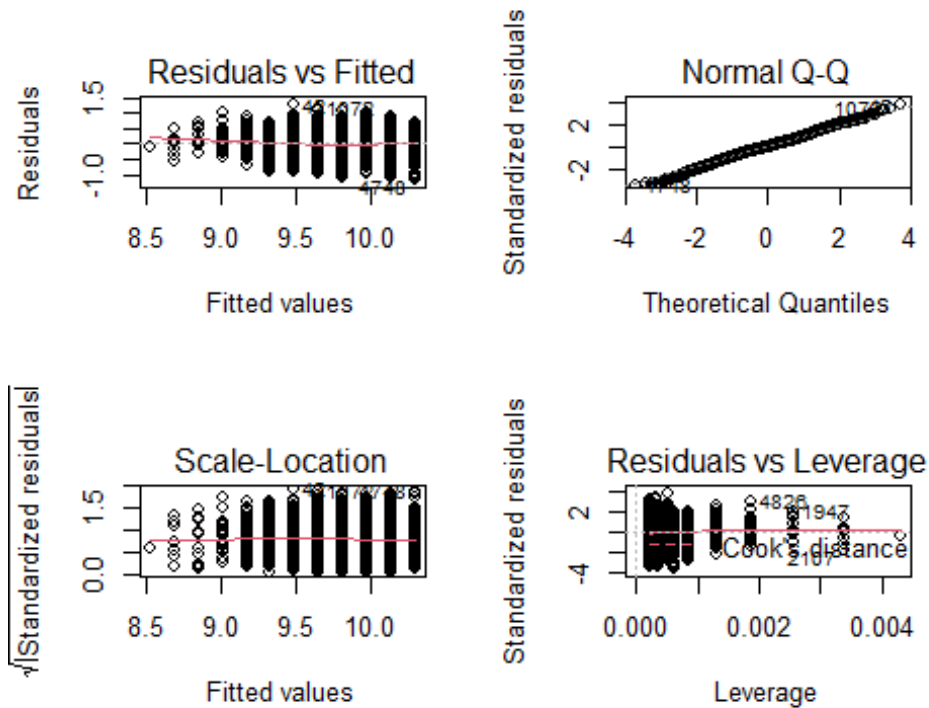 Residuals vs Fitted
Residuals
1.5
-1.0
4748
8.5 9.0 9.5 10.0
Fitted values
Normal Q-Q
Standardized residuals
2
-2
-4 -2 0 2 4
Theoretical Quantiles
Scale-Location
√|Standardized residuals|
1.5
0.0
8.5 9.0 9.5 10.0
Fitted values
Residuals vs Leverage
Standardized residuals
2
-4
4826
1947
Cook's distance
2167
0.000 0.002 0.004
Leverage